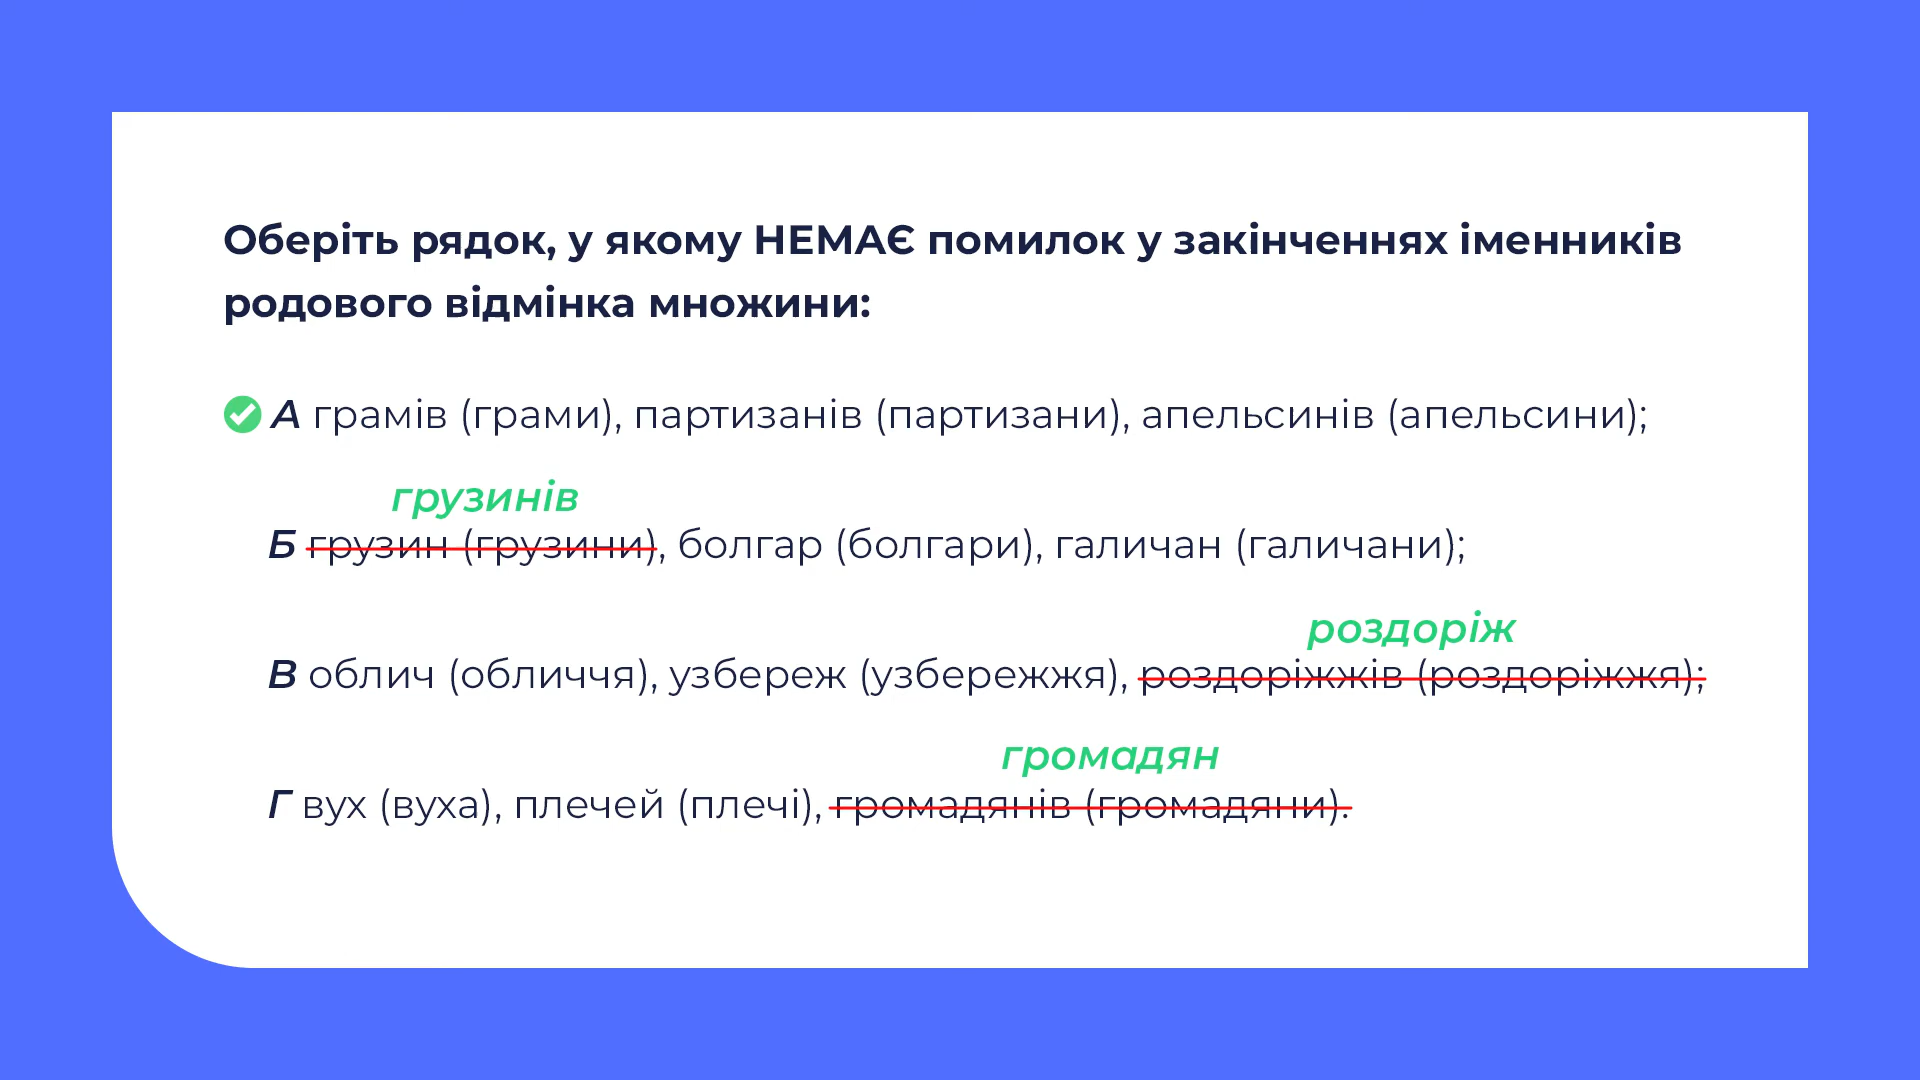 Оберіть рядок, у якому НЕМАЄ помилок у закінченнях іменників
родового відмінка множини:
А грамів (грами), партизанів (партизани), апельсинів (апельсини);
грузинів
Б грузин (грузини), болгар (болгари), галичан (галичани);
роздоріж
В облич (обличчя), узбереж (узбережжя), роздоріжжів (роздоріжжя);
громадян
Г вух (вуха), плечей (плечі), громадянів (громадяни).